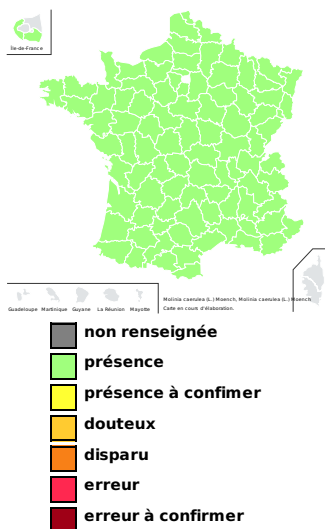 Île-de-France
Guadeloupe Martinique Guyane La Réunion Mayotte
Molinia caerulea (L.) Moench, Molinia caerulea (L.) Moench
Carte en cours d'élaboration.
non renseignée
présence
présence à confimer
douteux
disparu
erreur
erreur à confirmer